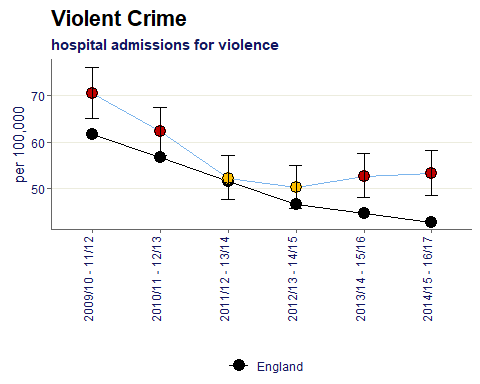 Violent Crime
hospital admissions for violence
per 100,000
70
60
50
2009/10 - 11/12
2010/11 - 12/13
2011/12 - 13/14
2012/13 - 14/15
2013/14 - 15/16
2014/15 - 16/17
England